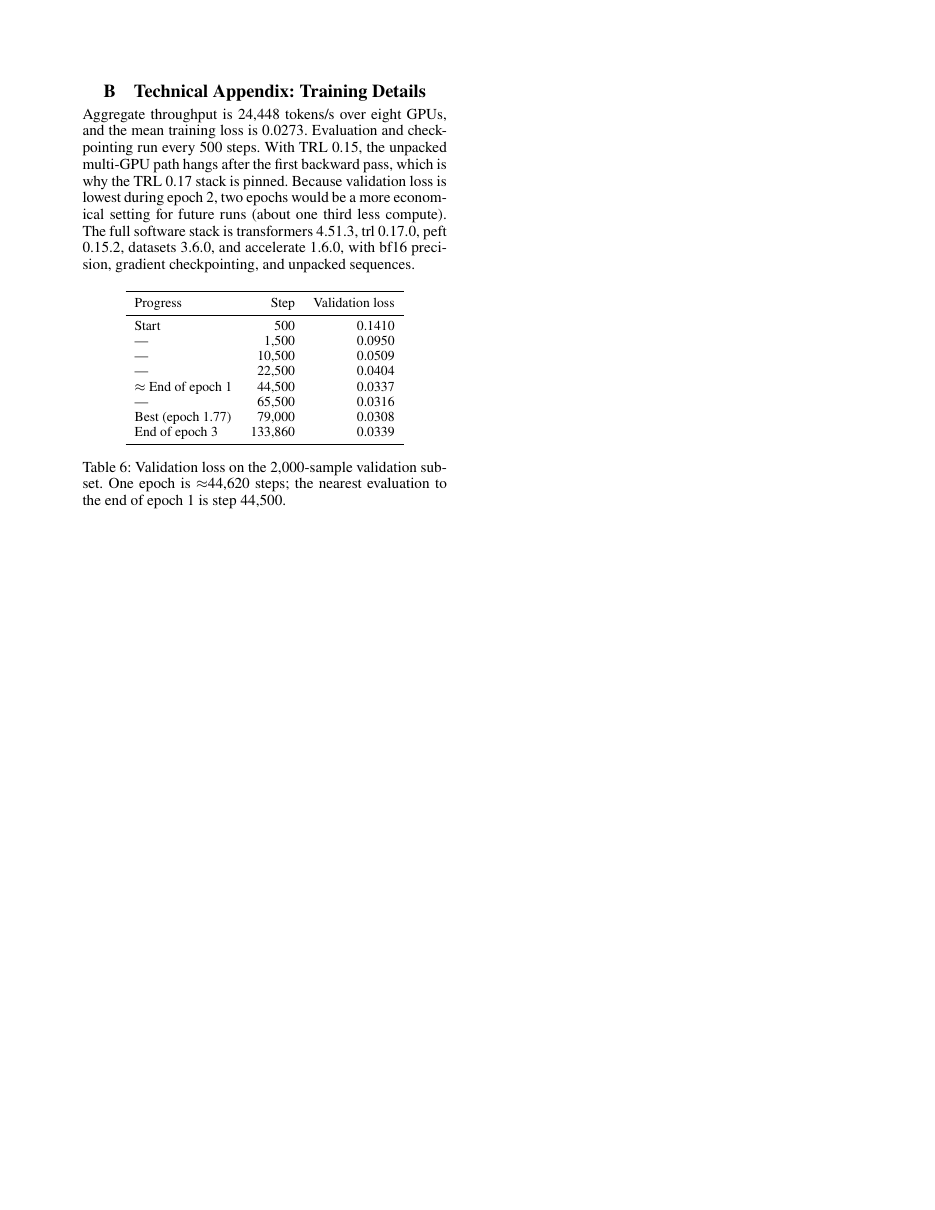 B Technical Appendix: Training Details
Aggregate throughput is 24,448 tokens/s over eight GPUs,
and the mean training loss is 0.0273. Evaluation and check-
pointing run every 500 steps. With TRL 0.15, the unpacked
multi-GPU path hangs after the first backward pass, which is
why the TRL 0.17 stack is pinned. Because validation loss is
lowest during epoch 2, two epochs would be a more econom-
ical setting for future runs (about one third less compute).
The full software stack is transformers 4.51.3, trl 0.17.0, peft
0.15.2, datasets 3.6.0, and accelerate 1.6.0, with bf16 preci-
sion, gradient checkpointing, and unpacked sequences.
Progress Step Validation loss
Start 500 0.1410
— 1,500 0.0950
— 10,500 0.0509
— 22,500 0.0404
≈ End of epoch 1 44,500 0.0337
— 65,500 0.0316
Best (epoch 1.77) 79,000 0.0308
End of epoch 3 133,860 0.0339
Table 6: Validation loss on the 2,000-sample validation sub-
set. One epoch is ≈44,620 steps; the nearest evaluation to
the end of epoch 1 is step 44,500.